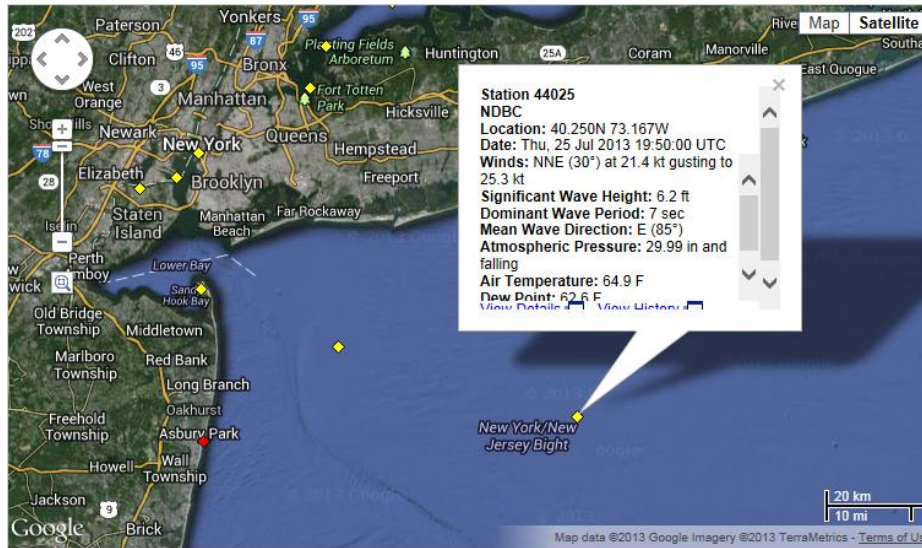 Yonkers
95
Paterson
202
46
Clifton
87
Planting Fields
Arboretum
Huntington
25A
Coram
Manorville
Map
Satellite
95
Bronx
East Quogue
West
Orange
3
Manhattan
Fort Totten
Park
Hicksville
Newark
New York
Queens
78
Hempstead
Elizabeth
Brooklyn
Freeport
28
Staten
Island
Manhattan
Beach
Far Rockaway
Iselin
Perth
Lower Bay
Sandy
Hook Bay
Old Bridge
Township
Middletown
Marlboro
Township
Red Bank
Long Branch
Oakhurst
Freehold
Township
Asbury Park
Howell
Wall
Township
Jackson
9
Brick
Station 44025
NDBC
Location: 40.250N 73.167W
Date: Thu, 25 Jul 2013 19:50:00 UTC
Winds: NNE (30°) at 21.4 kt gusting to
25.3 kt
Significant Wave Height: 6.2 ft
Dominant Wave Period: 7 sec
Mean Wave Direction: E (85°)
Atmospheric Pressure: 29.99 in and
falling
Air Temperature: 64.9 F
Dew Point: 62.6 F
View Details View History
New York/New
Jersey Bight
20 km
10 mi
Google
Map data ©2013 Google Imagery ©2013 TerraMetrics - Terms of U